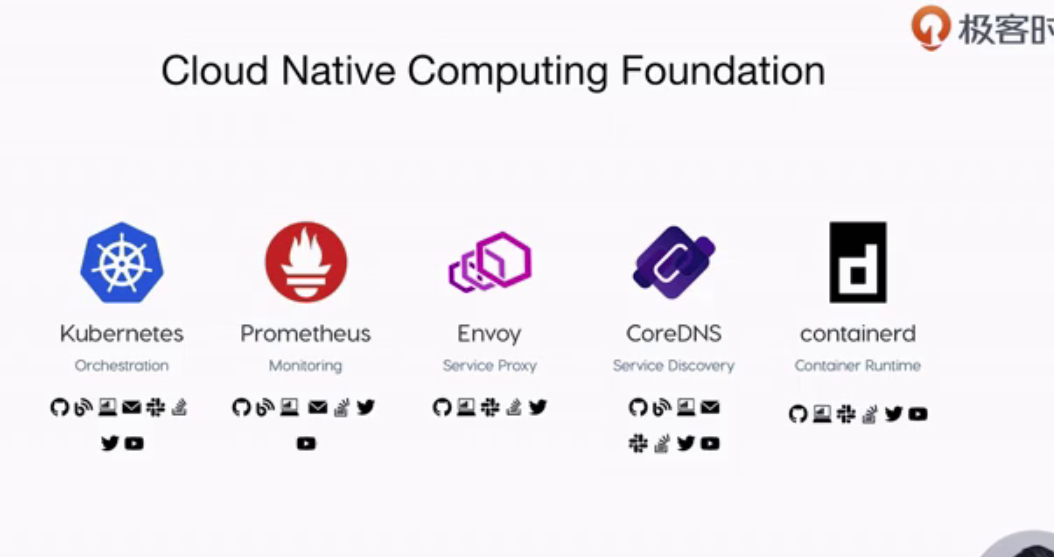 极客时
Cloud Native Computing Foundation
Kubernetes
Prometheus
Envoy
CoreDNS
containerd
Orchestration
Monitoring
Service Proxy
Service Discovery
Container Runtime